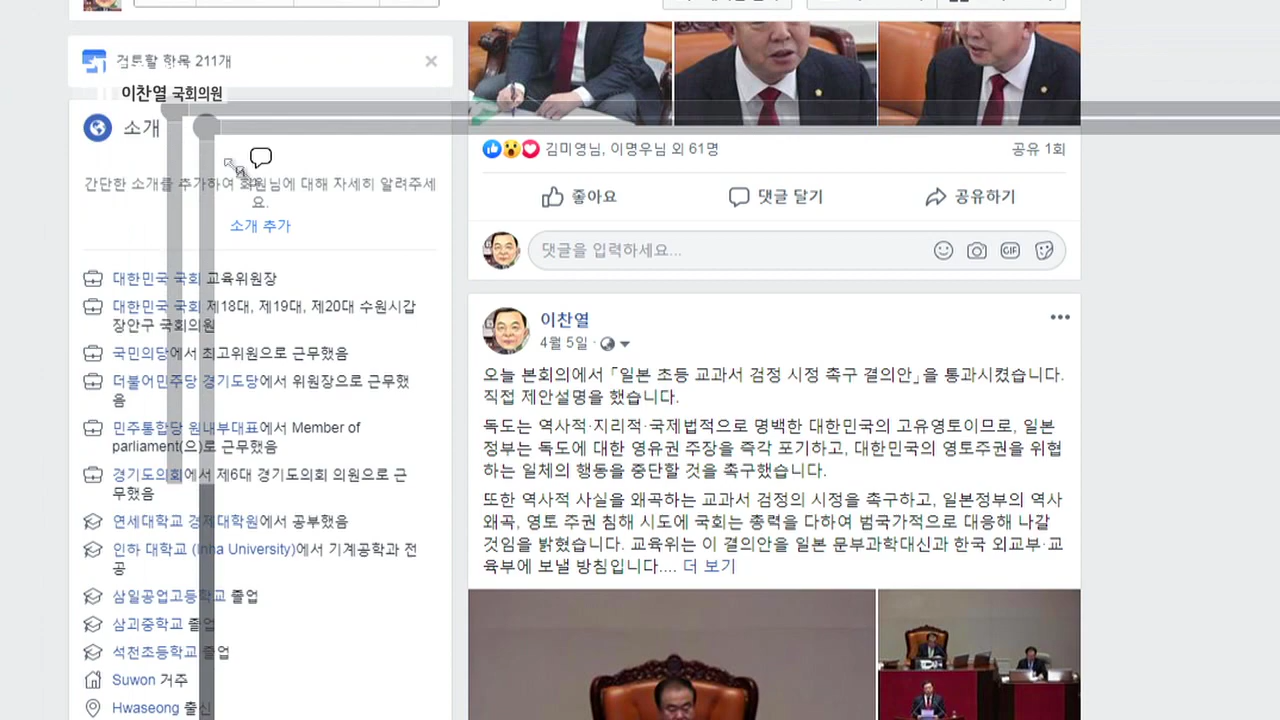 검토할 항목 211개
이찬열 국회의원
소개
간단한 소개를 추가하여 회원님에 대해 자세히 알려주세
요.
소개 추가
대한민국 국회 교육위원장
대한민국 국회 제18대, 제19대, 제20대 수원시갑
장안구 국회의원
국민의당에서 최고위원으로 근무했음
더불어민주당 경기도당에서 위원장으로 근무했
음
민주통합당 원내부대표에서 Member of
parliament(으)로 근무했음
경기도의회에서 제6대 경기도의회 의원으로 근
무했음
연세대학교 경제대학원에서 공부했음
인하 대학교 (Inha University)에서 기계공학과 전
공
삼일공업고등학교 졸업
삼괴중학교 졸업
석천초등학교 졸업
Suwon 거주
Hwaseong 출신
김미영님, 이명우님 외 61명
공유 1회
좋아요
댓글 달기
공유하기
댓글을 입력하세요...
GIF
이찬열
4월 5일 ·
오늘 본회의에서 「일본 초등 교과서 검정 시정 촉구 결의안」을 통과시켰습니다.
직접 제안설명을 했습니다.
독도는 역사적·지리적·국제법적으로 명백한 대한민국의 고유영토이므로, 일본
정부는 독도에 대한 영유권 주장을 즉각 포기하고, 대한민국의 영토주권을 위협
하는 일체의 행동을 중단할 것을 촉구했습니다.
또한 역사적 사실을 왜곡하는 교과서 검정의 시정을 촉구하고, 일본정부의 역사
왜곡, 영토 주권 침해 시도에 국회는 총력을 다하여 범국가적으로 대응해 나갈
것임을 밝혔습니다. 교육위는 이 결의안을 일본 문부과학대신과 한국 외교부·교
육부에 보낼 방침입니다.... 더 보기